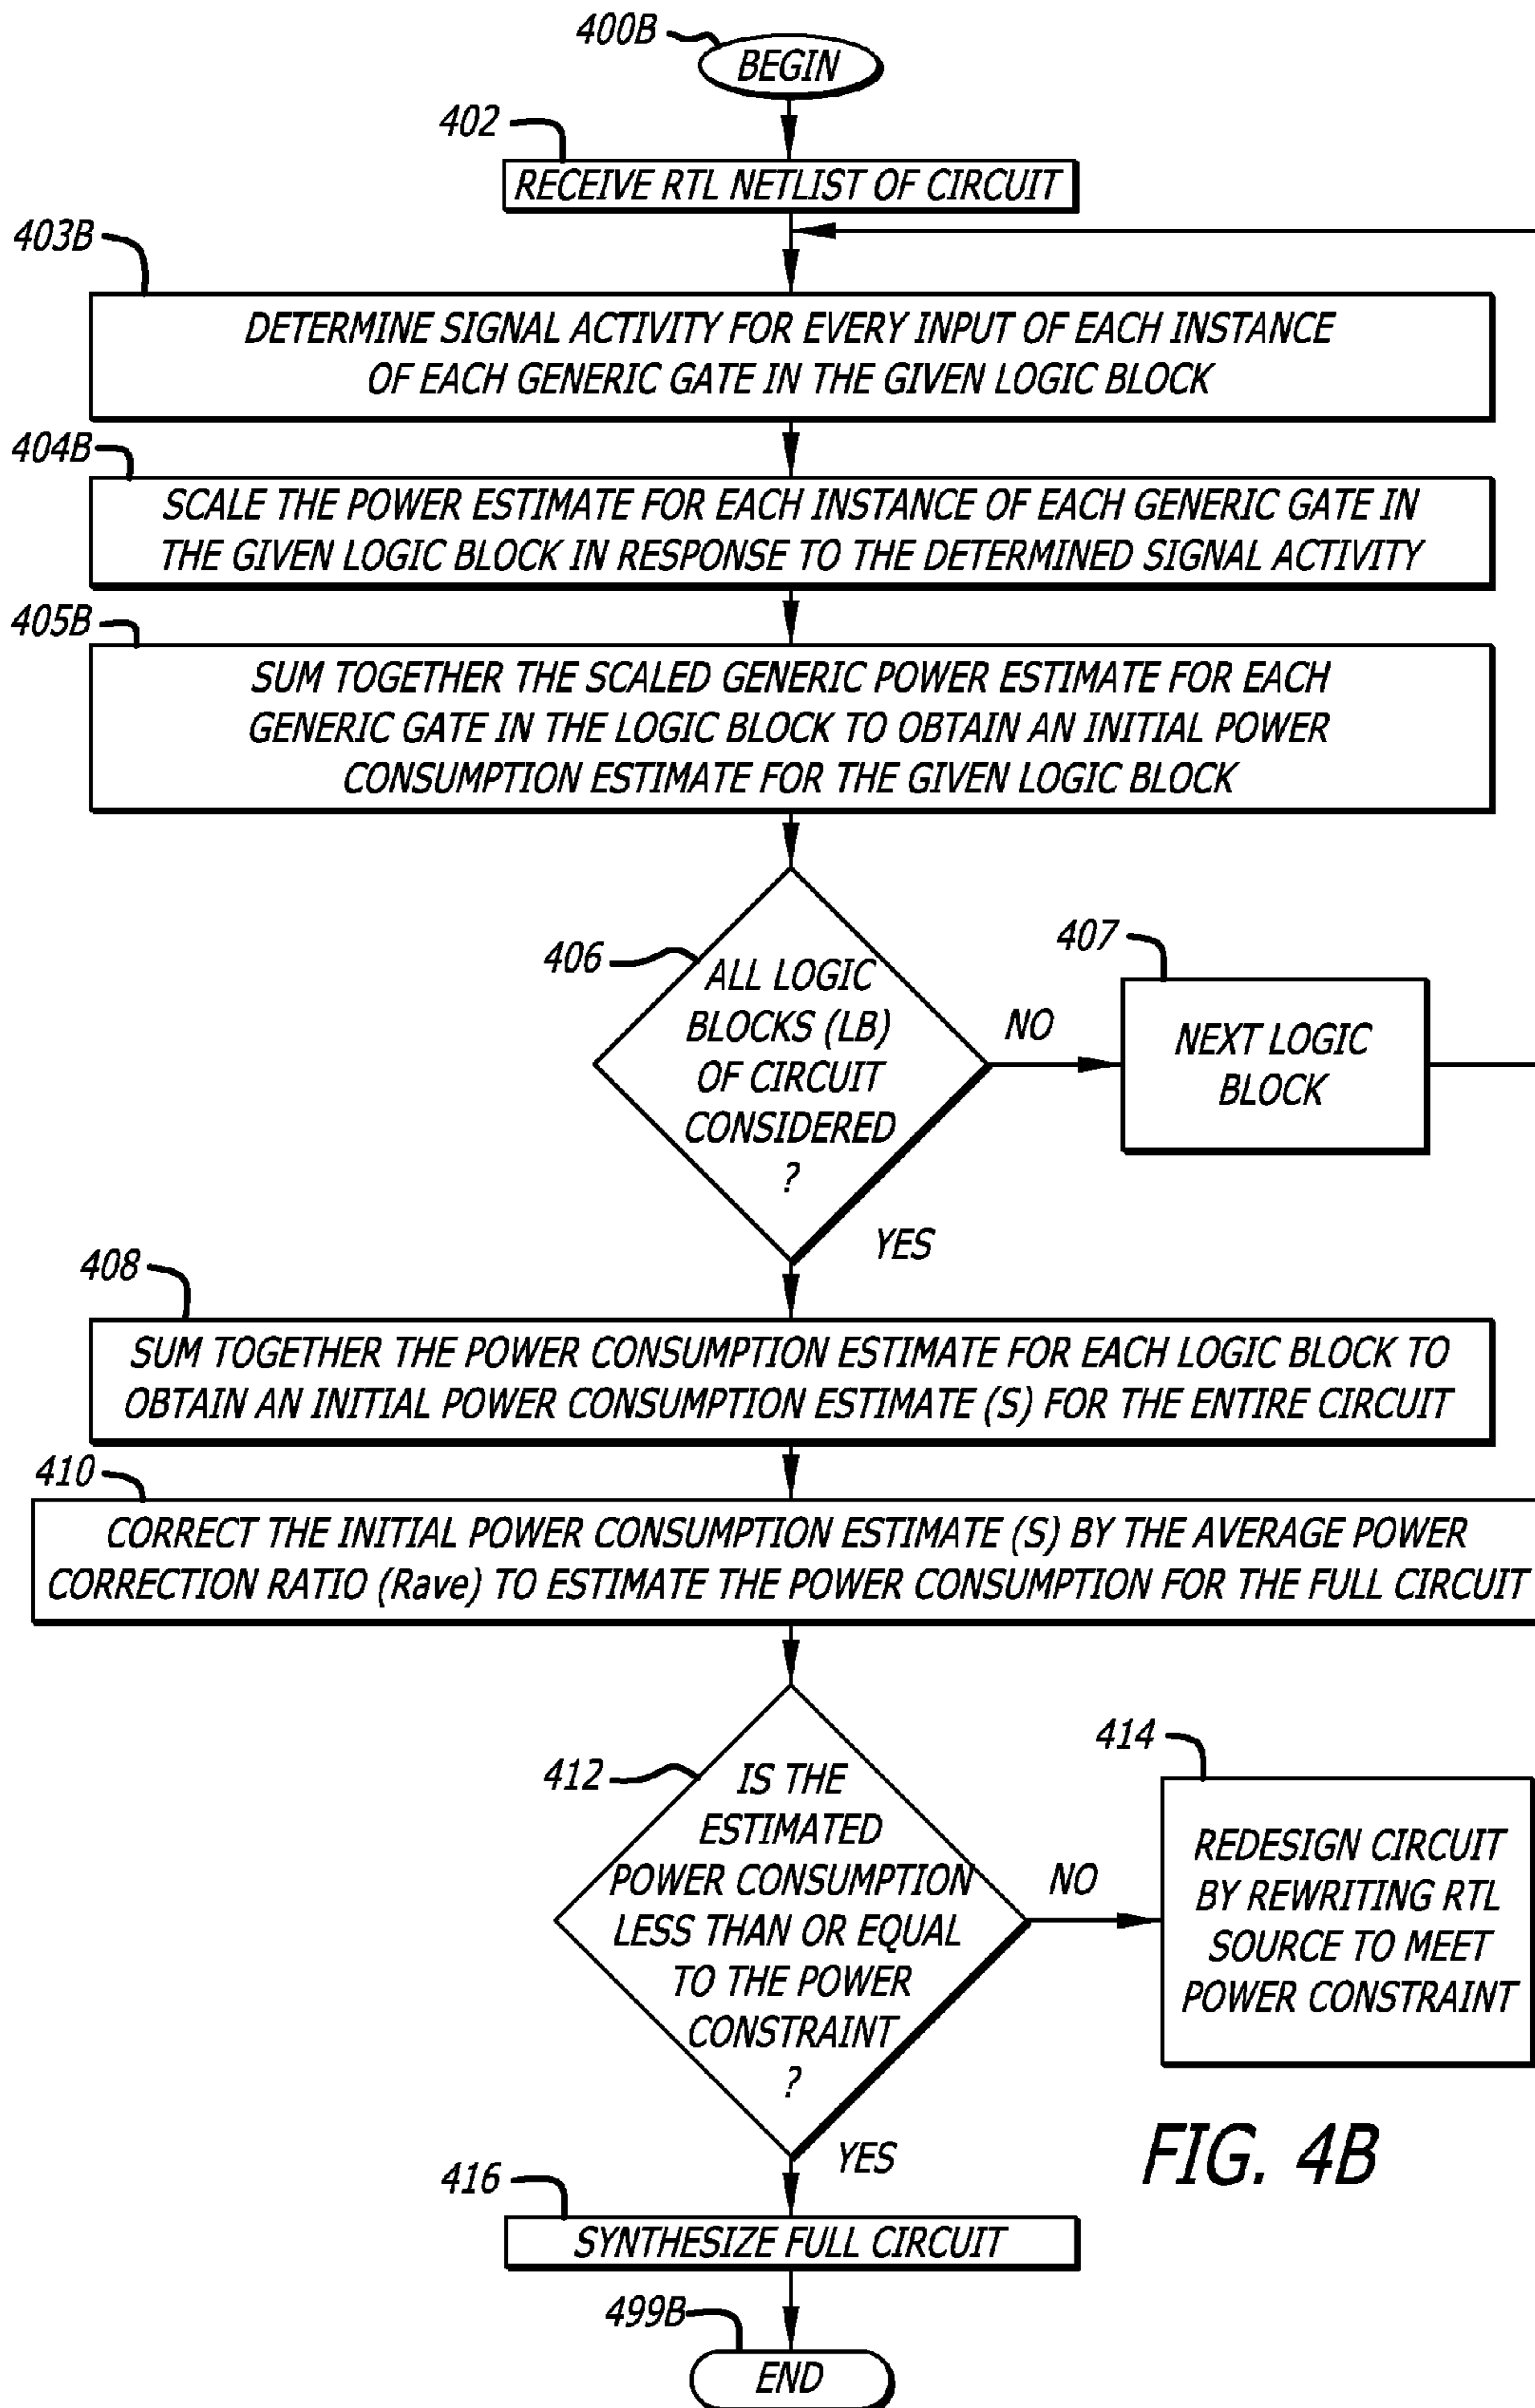 400B
BEGIN
402
RECEIVE RTL NETLIST OF CIRCUIT
403B
DETERMINE SIGNAL ACTIVITY FOR EVERY INPUT OF EACH INSTANCE
OF EACH GENERIC GATE IN THE GIVEN LOGIC BLOCK
404B
SCALE THE POWER ESTIMATE FOR EACH INSTANCE OF EACH GENERIC GATE IN
THE GIVEN LOGIC BLOCK IN RESPONSE TO THE DETERMINED SIGNAL ACTIVITY
405B
SUM TOGETHER THE SCALED GENERIC POWER ESTIMATE FOR EACH
GENERIC GATE IN THE LOGIC BLOCK TO OBTAIN AN INITIAL POWER
CONSUMPTION ESTIMATE FOR THE GIVEN LOGIC BLOCK
406
ALL LOGIC
BLOCKS (LB)
OF CIRCUIT
CONSIDERED
?
NO
407
NEXT LOGIC
BLOCK
YES
408
SUM TOGETHER THE POWER CONSUMPTION ESTIMATE FOR EACH LOGIC BLOCK TO
OBTAIN AN INITIAL POWER CONSUMPTION ESTIMATE (S) FOR THE ENTIRE CIRCUIT
410
CORRECT THE INITIAL POWER CONSUMPTION ESTIMATE (S) BY THE AVERAGE POWER
CORRECTION RATIO (Rave) TO ESTIMATE THE POWER CONSUMPTION FOR THE FULL CIRCUIT
412
IS THE
ESTIMATED
POWER CONSUMPTION
LESS THAN OR EQUAL
TO THE POWER
CONSTRAINT
?
NO
414
REDESIGN CIRCUIT
BY REWRITING RTL
SOURCE TO MEET
POWER CONSTRAINT
YES
FIG. 4B
416
SYNTHESIZE FULL CIRCUIT
499B
END